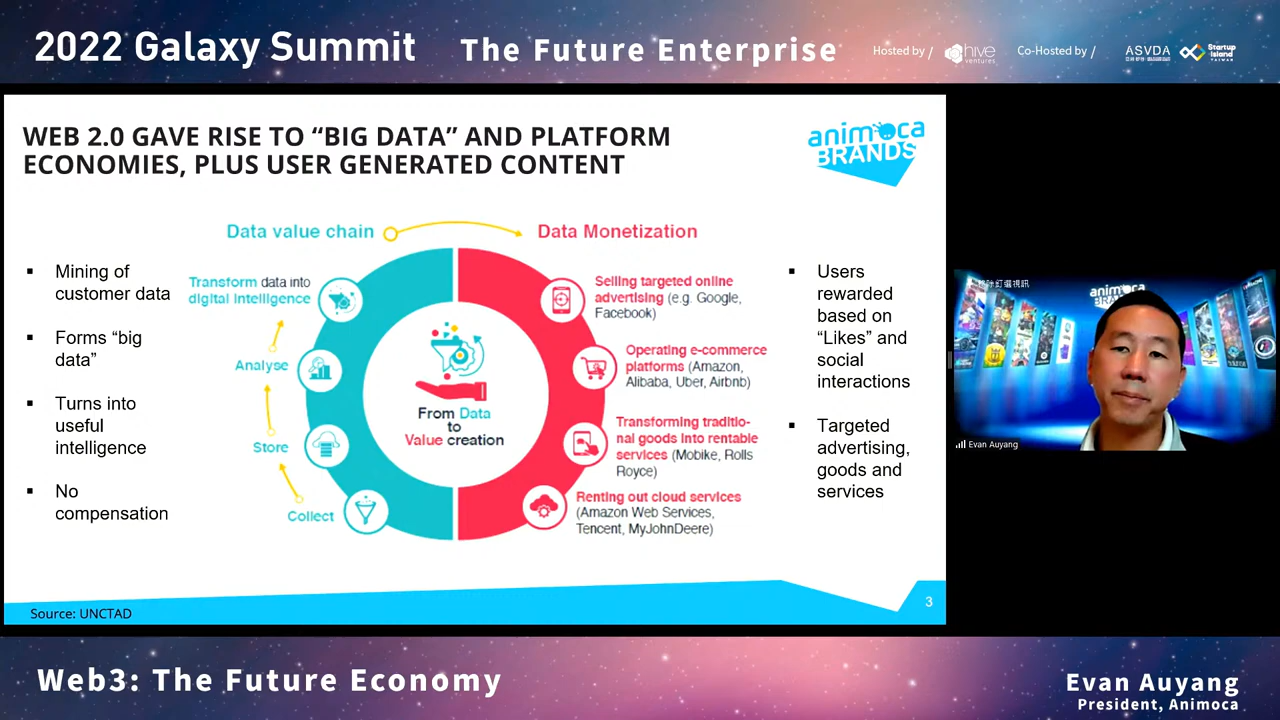 2022 Galaxy Summit The Future Enterprise
Hosted by / hive ventures Co-Hosted by / ASVDA Startup Island TAIWAN
WEB 2.0 GAVE RISE TO “BIG DATA” AND PLATFORM
ECONOMIES, PLUS USER GENERATED CONTENT
animoca
BRANDS
▪ Mining of
customer data
▪ Forms “big
data”
▪ Turns into
useful
intelligence
▪ No
compensation
Data value chain
Transform data into
digital intelligence
Analyse
Store
Collect
From Data
to
Value creation
Data Monetization
Selling targeted online
advertising (e.g. Google,
Facebook)
Operating e-commerce
platforms (Amazon,
Alibaba, Uber, Airbnb)
Transforming traditio-
nal goods into rentable
services (Mobike, Rolls
Royce)
Renting out cloud services
(Amazon Web Services,
Tencent, MyJohnDeere)
▪ Users
rewarded
based on
“Likes” and
social
interactions
▪ Targeted
advertising,
goods and
services
Source: UNCTAD
3
animoca
BRANDS
Evan Auyang
Web3: The Future Economy
Evan Auyang
President, Animoca